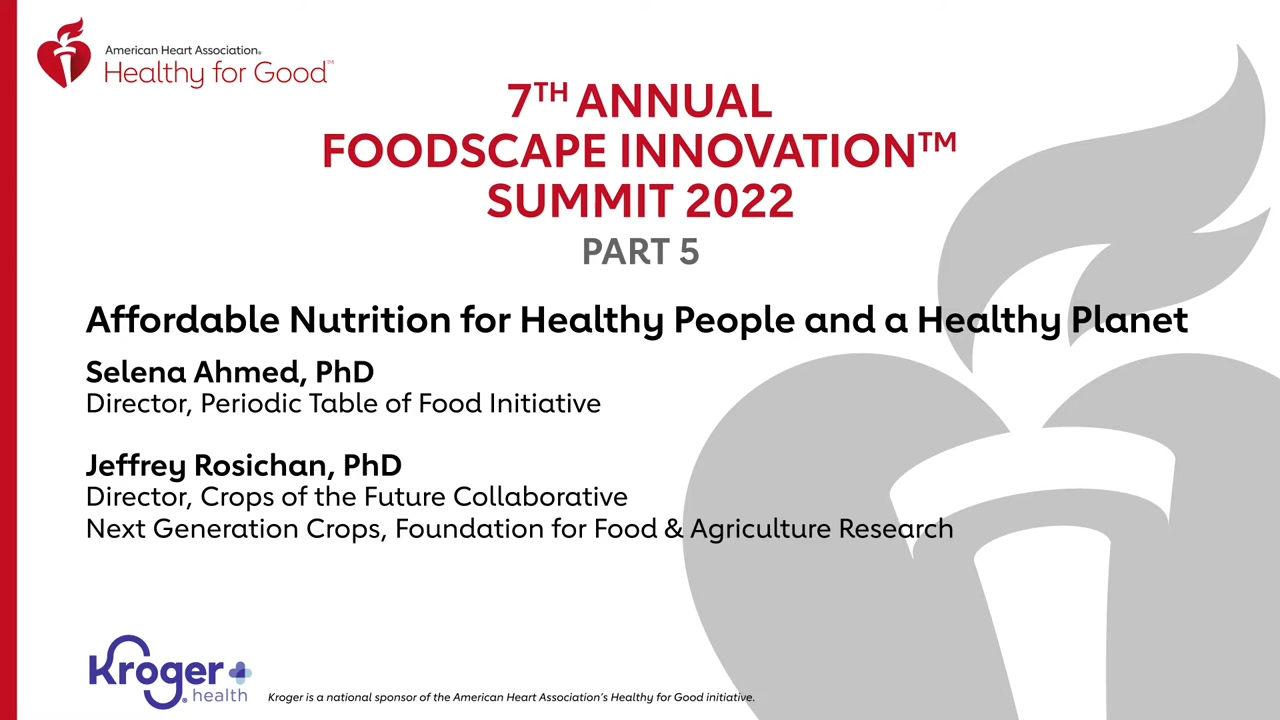 American Heart Association®
Healthy for Good™
7TH ANNUAL
FOODSCAPE INNOVATION™
SUMMIT 2022
PART 5
Affordable Nutrition for Healthy People and a Healthy Planet
Selena Ahmed, PhD
Director, Periodic Table of Food Initiative
Jeffrey Rosichan, PhD
Director, Crops of the Future Collaborative
Next Generation Crops, Foundation for Food & Agriculture Research
Kroger®
health
Kroger is a national sponsor of the American Heart Association's Healthy for Good initiative.